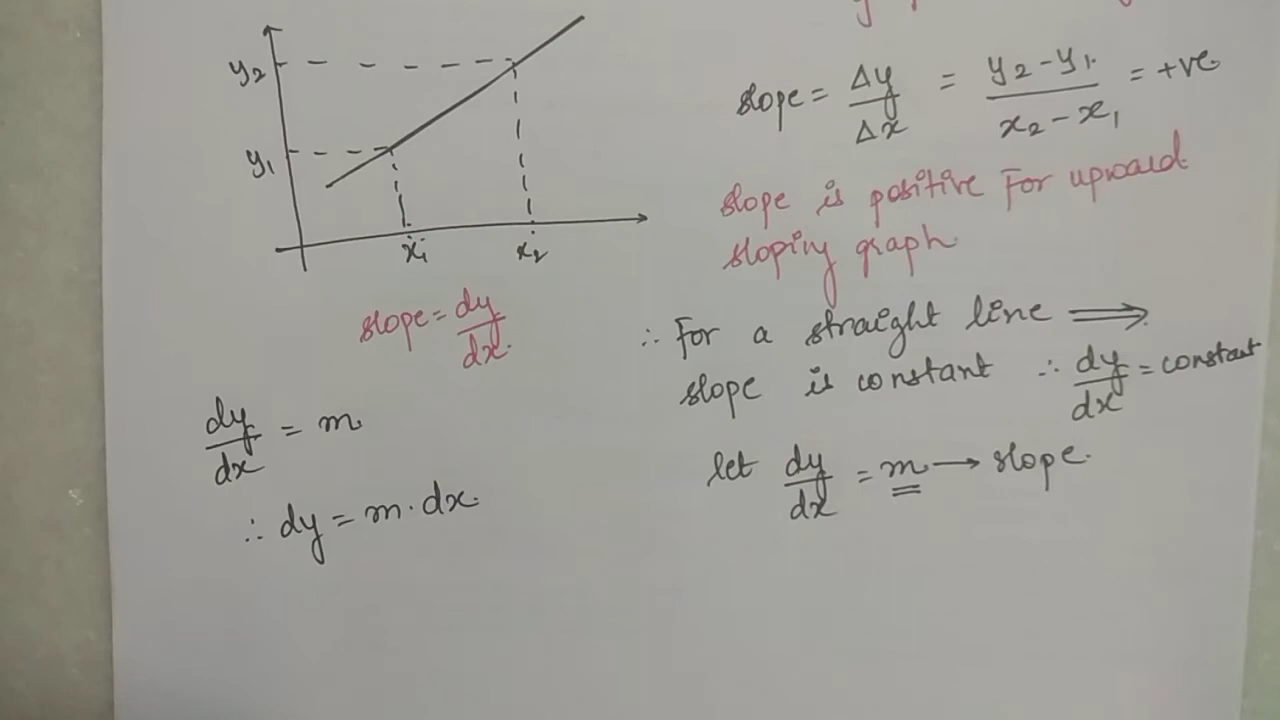 y2
y1
x1
x2
slope = dy/dx
dy/dx = m
∴ dy = m. dx.
slope = Δy/Δx = y2-y1/x2-x1 = +ve
slope is positive For upward
sloping graph
∴ For a straight line ⟹
slope is constant ∴ dy/dx = constant
let dy/dx = m → slope.